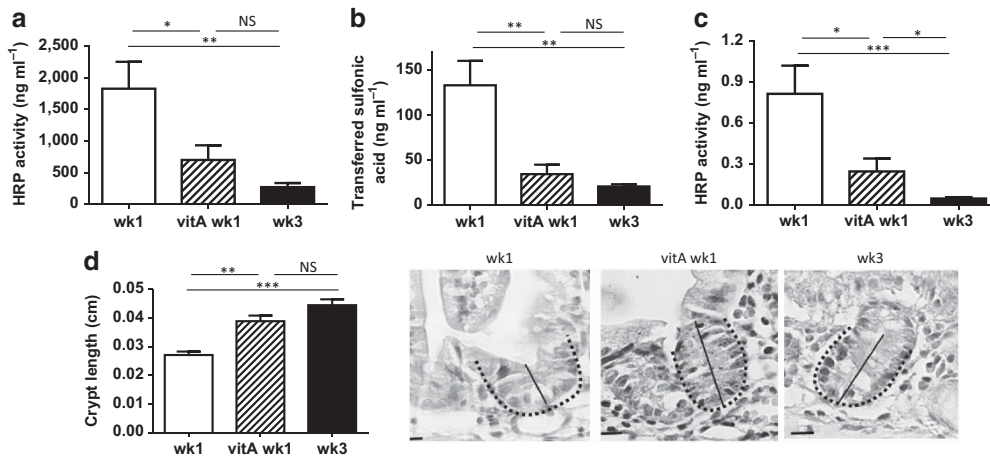 a
* NS
**
HRP activity (ng ml⁻¹)
2,500
2,000
1,500
1,000
500
0
wk1 vitA wk1 wk3
b
** NS
**
Transferred sulfonic
acid (ng ml⁻¹)
150
100
50
0
wk1 vitA wk1 wk3
c
* *
***
HRP activity (ng ml⁻¹)
1.2
0.9
0.6
0.3
0.0
wk1 vitA wk1 wk3
d
** NS
***
Crypt length (cm)
0.05
0.04
0.03
0.02
0.01
0.00
wk1 vitA wk1 wk3
wk1 vitA wk1 wk3